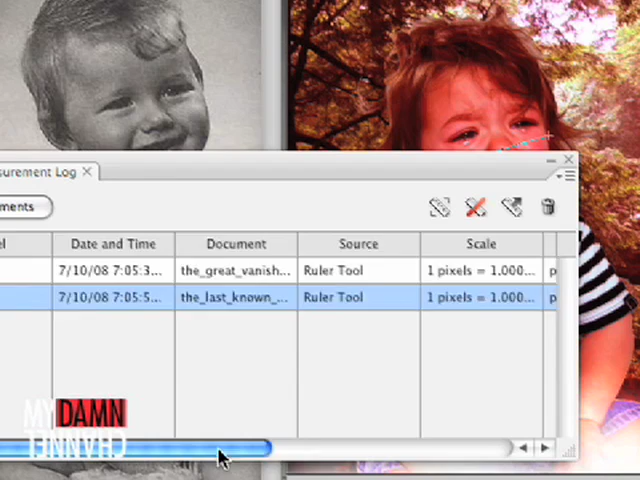 surement Log
ments
el Date and Time Document Source Scale
7/10/08 7:05:3... the_great_vanish... Ruler Tool 1 pixels = 1.000... p
7/10/08 7:05:5... the_last_known_... Ruler Tool 1 pixels = 1.000... p
MY DAMN
CHANNEL